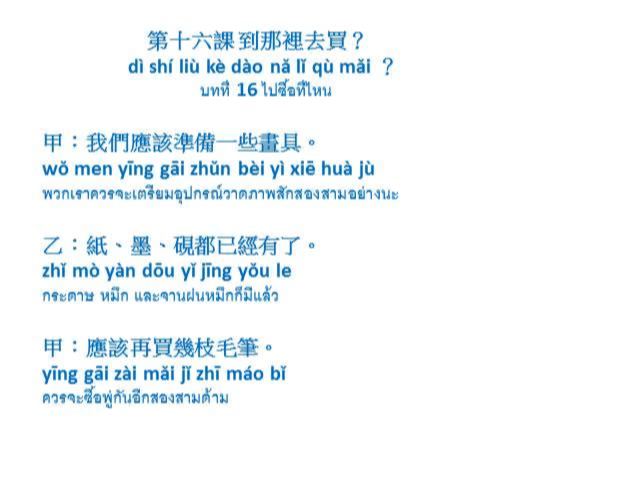 第十六課 到那裡去買？
dì shí liù kè dào nǎ lǐ qù mǎi ？
บทที่ 16 ไปซื้อที่ไหน
甲：我們應該準備一些畫具。
wǒ men yīng gāi zhǔn bèi yì xiē huà jù
พวกเราควรจะเตรียมอุปกรณ์วาดภาพสักสองสามอย่างนะ
乙：紙、墨、硯都已經有了。
zhǐ mò yàn dōu yǐ jīng yǒu le
กระดาษ หมึก และจานฝนหมึกก็มีแล้ว
甲：應該再買幾枝毛筆。
yīng gāi zài mǎi jǐ zhī máo bǐ
ควรจะซื้อพู่กันอีกสองสามด้าม